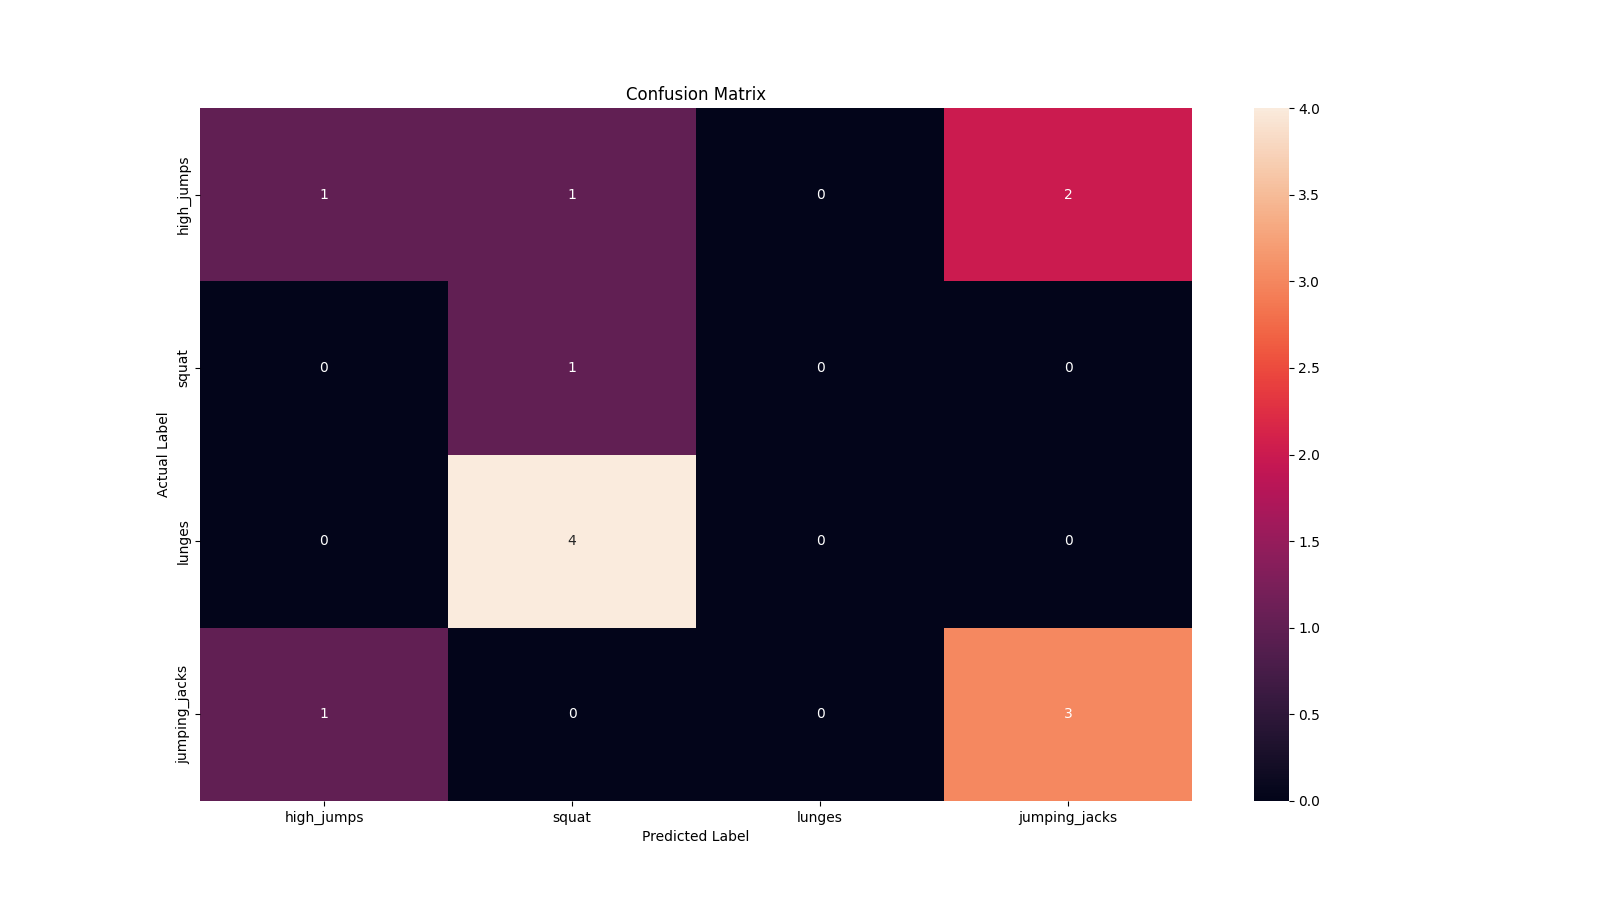 Confusion Matrix
high_jumps 1 1 0 2
squat 0 1 0 0
lunges 0 4 0 0
jumping_jacks 1 0 0 3
Actual Label
high_jumps squat lunges jumping_jacks
Predicted Label
4.0
3.5
3.0
2.5
2.0
1.5
1.0
0.5
0.0